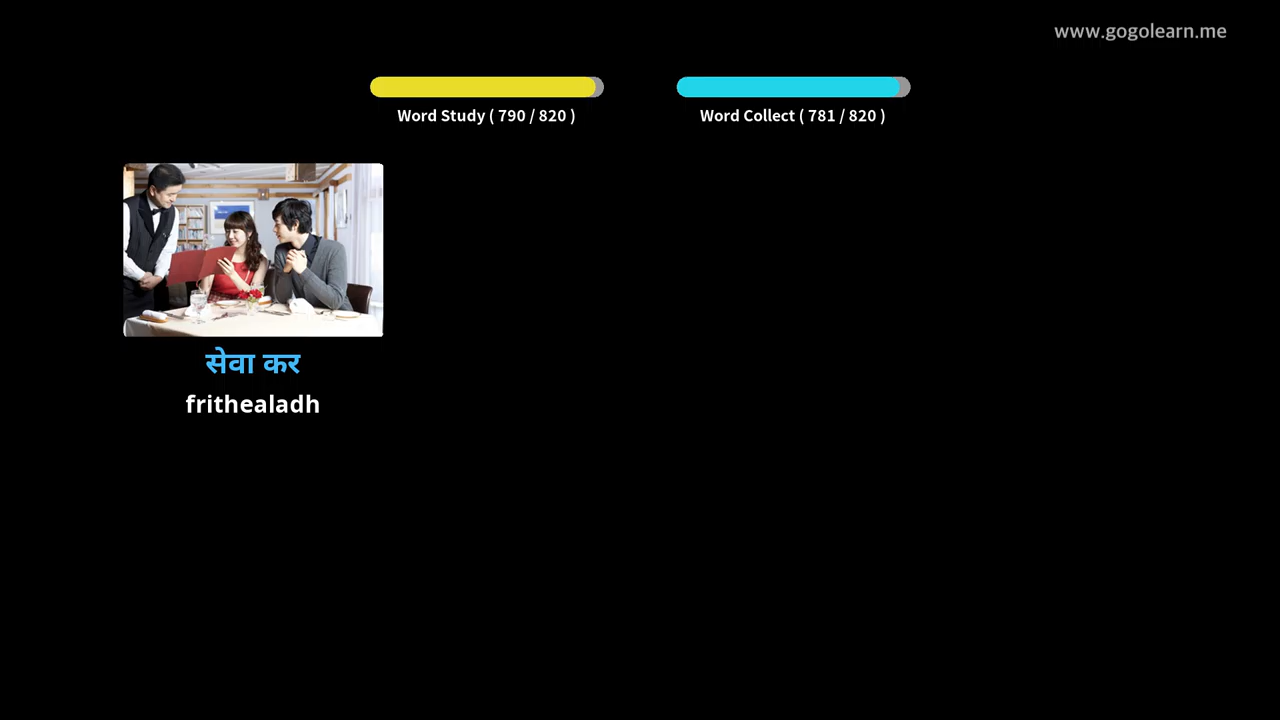 www.gogolearn.me
Word Study ( 790 / 820 )
Word Collect ( 781 / 820 )
सेवा कर
frithealadh